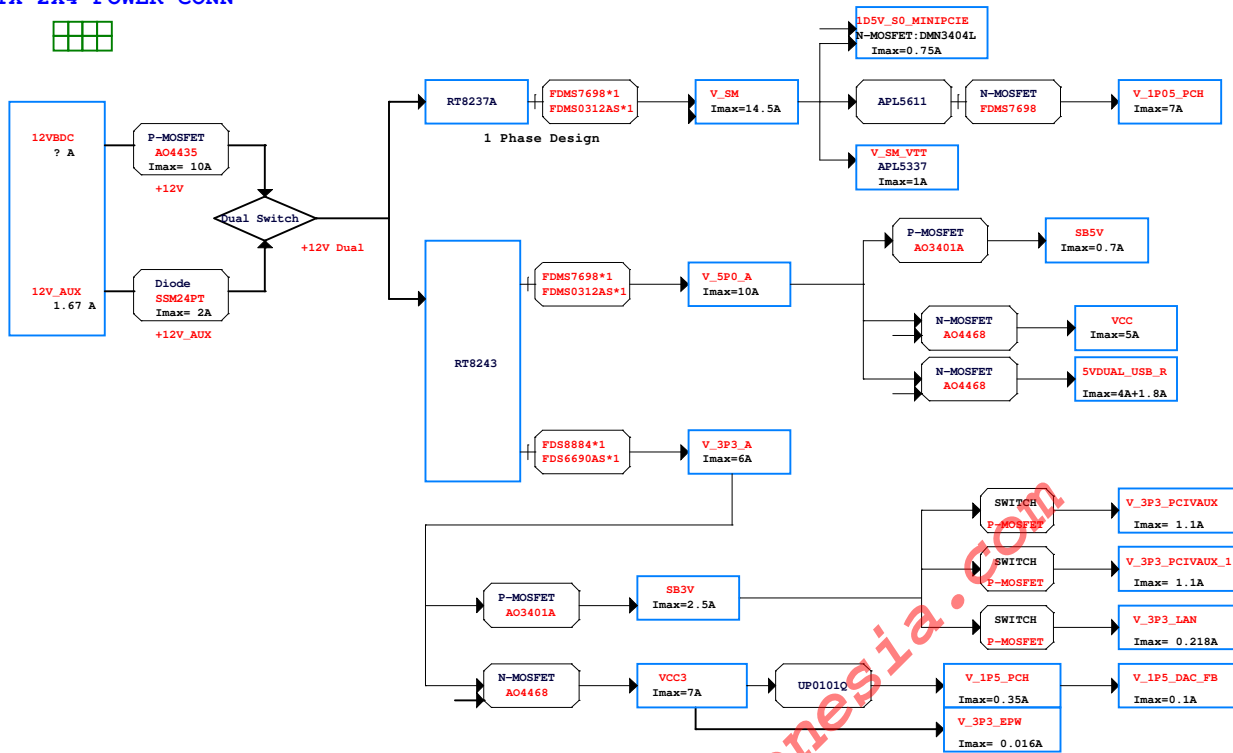 2X4 POWER CONN
12VBDC
? A
12V_AUX
1.67 A
P-MOSFET
AO4435
Imax= 10A
+12V
Diode
SSM24PT
Imax= 2A
+12V_AUX
Dual Switch
+12V Dual
RT8237A
FDMS7698*1
FDMS0312AS*1
1 Phase Design
V_SM
Imax=14.5A
1D5V_S0_MINIPCIE
N-MOSFET:DMN3404L
Imax=0.75A
APL5611
N-MOSFET
FDMS7698
V_1P05_PCH
Imax=7A
V_SM_VTT
APL5337
Imax=1A
RT8243
FDMS7698*1
FDMS0312AS*1
V_5P0_A
Imax=10A
P-MOSFET
AO3401A
SB5V
Imax=0.7A
N-MOSFET
AO4468
VCC
Imax=5A
N-MOSFET
AO4468
5VDUAL_USB_R
Imax=4A+1.8A
FDS8884*1
FDS6690AS*1
V_3P3_A
Imax=6A
SWITCH
P-MOSFET
V_3P3_PCIVAUX
Imax= 1.1A
SWITCH
P-MOSFET
V_3P3_PCIVAUX_1
Imax= 1.1A
P-MOSFET
AO3401A
SB3V
Imax=2.5A
SWITCH
P-MOSFET
V_3P3_LAN
Imax= 0.218A
N-MOSFET
AO4468
VCC3
Imax=7A
UP0101Q
V_1P5_PCH
Imax=0.35A
V_1P5_DAC_FB
Imax=0.1A
V_3P3_EPW
Imax= 0.016A
onesia.com